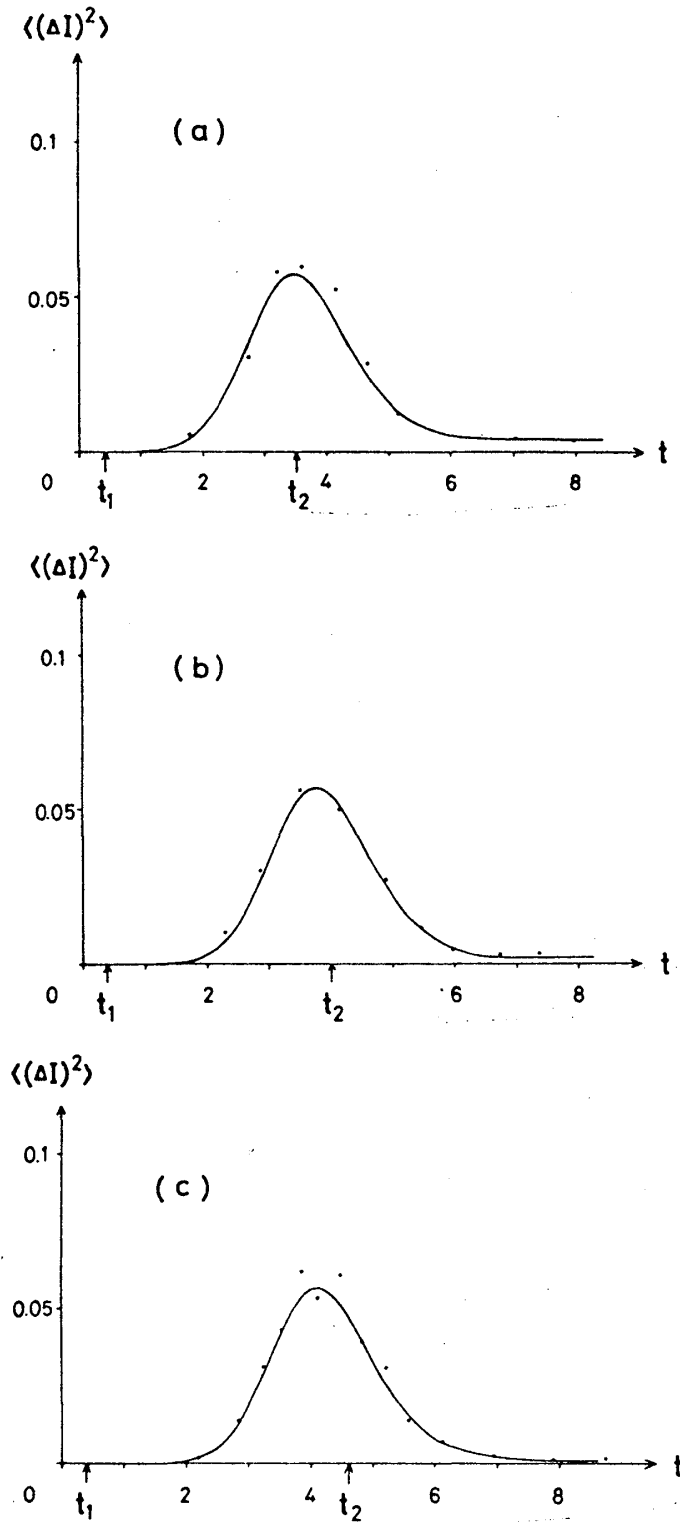 ⟨(ΔI)²⟩
0.1
(a)
0.05
0 t₁ 2 t₂ 4 6 8 t
⟨(ΔI)²⟩
0.1
(b)
0.05
0 t₁ 2 t₂ 6 8 t
⟨(ΔI)²⟩
0.1
(c)
0.05
0 t₁ 2 4 t₂ 6 8 t